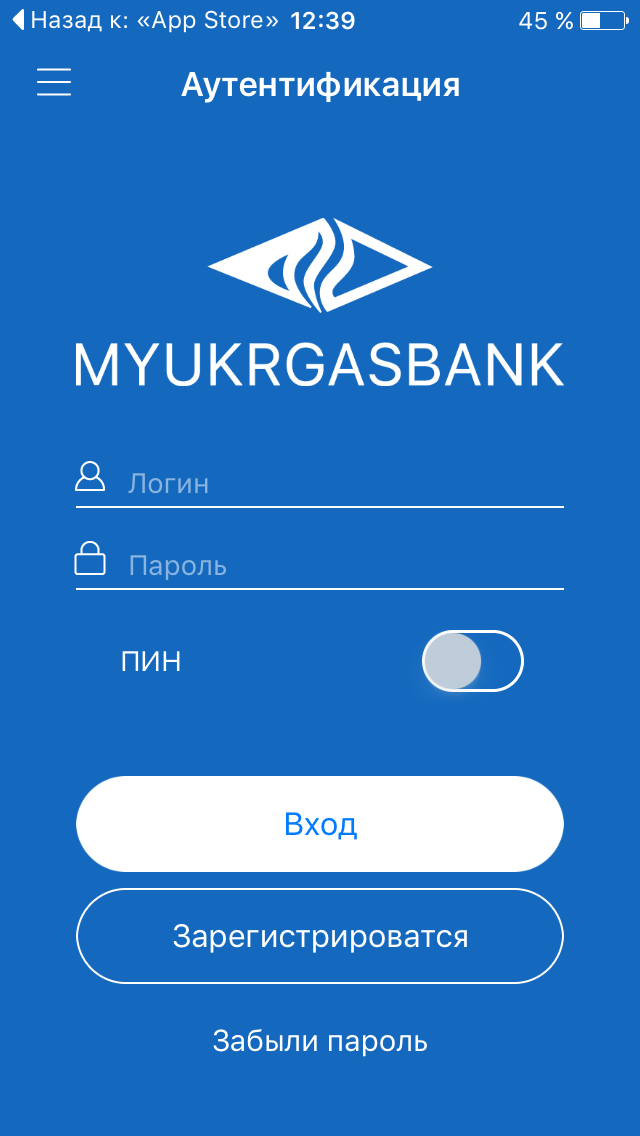 Назад к: «App Store» 12:39 45 %
Аутентификация
MYUKRGASBANK
Логин
Пароль
ПИН
Вход
Зарегистрироватся
Забыли пароль